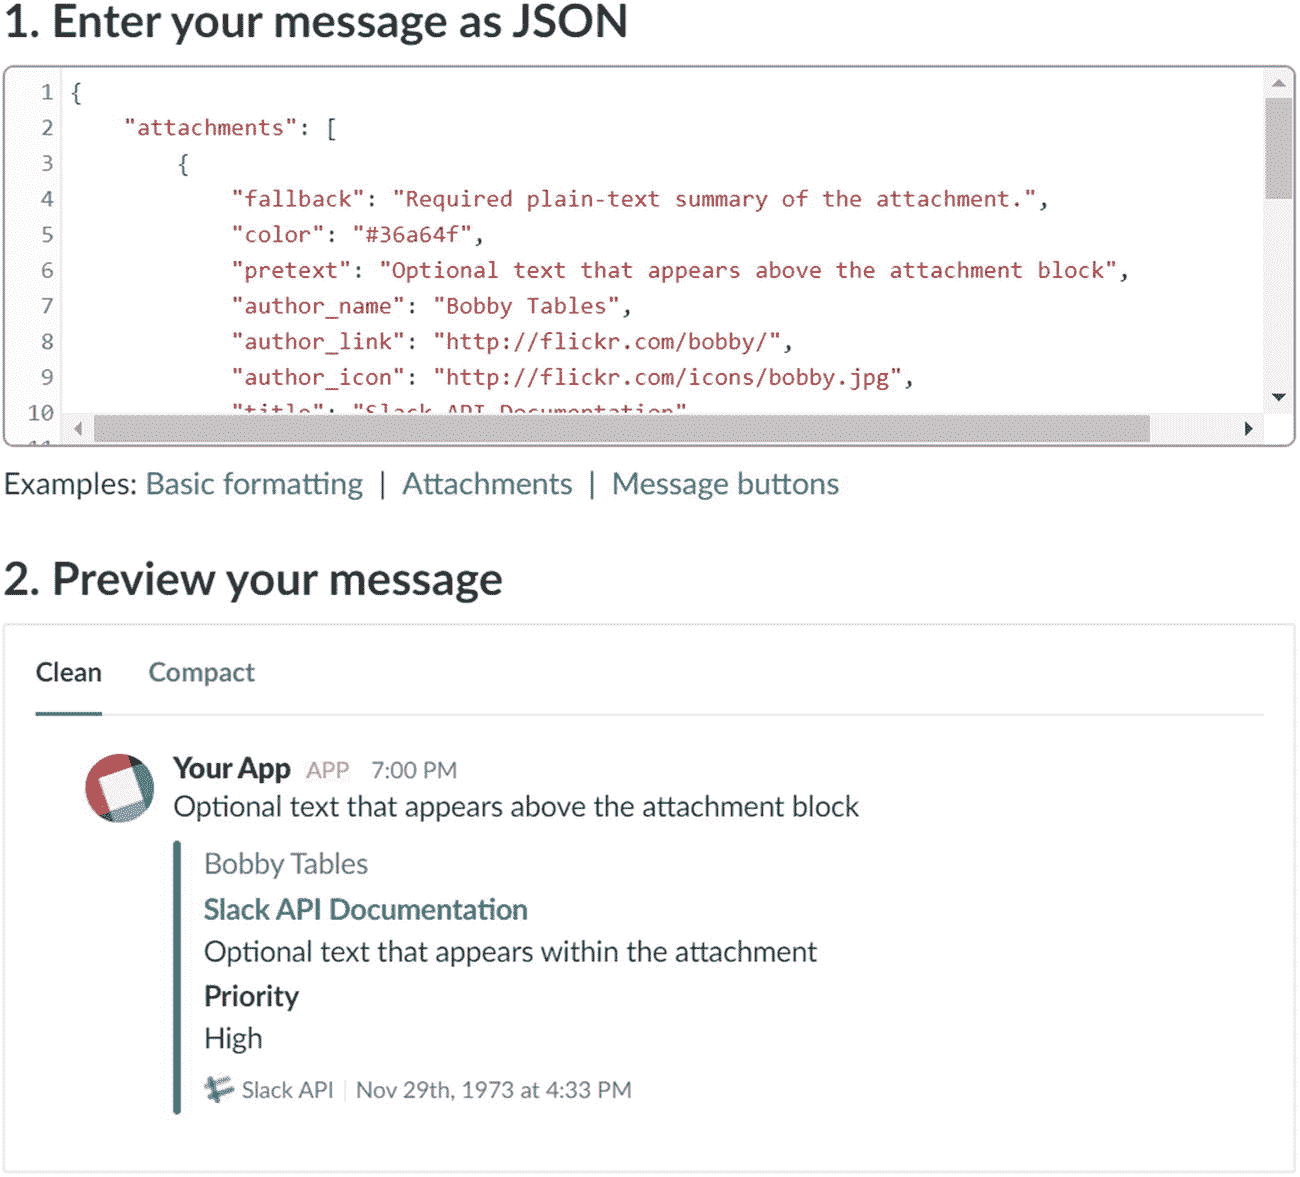 1. Enter your message as JSON
1 {
2 "attachments": [
3 {
4 "fallback": "Required plain-text summary of the attachment.",
5 "color": "#36a64f",
6 "pretext": "Optional text that appears above the attachment block",
7 "author_name": "Bobby Tables",
8 "author_link": "http://flickr.com/bobby/",
9 "author_icon": "http://flickr.com/icons/bobby.jpg",
10 "title": "Slack API Documentation"
11
Examples: Basic formatting | Attachments | Message buttons
2. Preview your message
Clean Compact
Your App APP 7:00 PM
Optional text that appears above the attachment block
Bobby Tables
Slack API Documentation
Optional text that appears within the attachment
Priority
High
Slack API | Nov 29th, 1973 at 4:33 PM